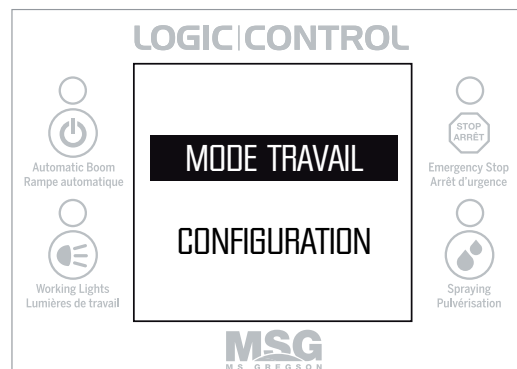 LOGIC|CONTROL
Automatic Boom
Rampe automatique
Working Lights
Lumières de travail
MODE TRAVAIL
CONFIGURATION
STOP
ARRÊT
Emergency Stop
Arrêt d'urgence
Spraying
Pulvérisation
MSG
MS GREGSON